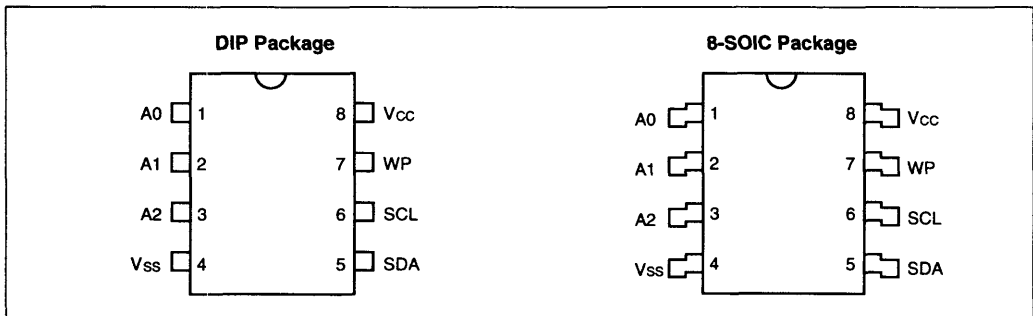 DIP Package
A0 1 8 Vcc
A1 2 7 WP
A2 3 6 SCL
Vss 4 5 SDA
8-SOIC Package
A0 1 8 Vcc
A1 2 7 WP
A2 3 6 SCL
Vss 4 5 SDA